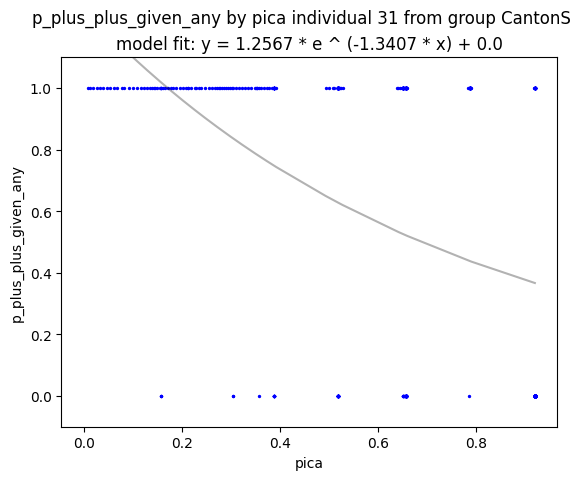 p_plus_plus_given_any by pica individual 31 from group CantonS
model fit: y = 1.2567 * e ^ (-1.3407 * x) + 0.0
1.0
0.8
0.6
0.4
0.2
0.0
p_plus_plus_given_any
0.0 0.2 0.4 0.6 0.8
pica